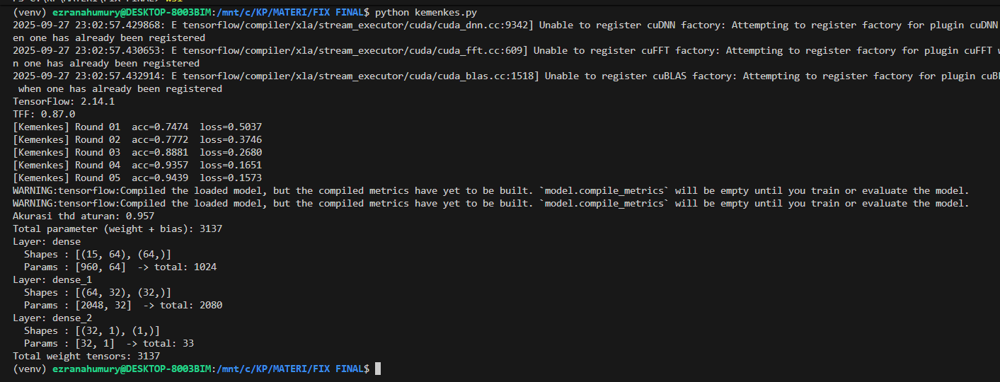 (venv) ezranahumury@DESKTOP-8003BIM:/mnt/c/KP/MATERI/FIX FINAL$ python kemenkes.py
2025-09-27 23:02:57.429868: E tensorflow/compiler/xla/stream_executor/cuda/cuda_dnn.cc:9342] Unable to register cuDNN factory: Attempting to register factory for plugin cuDNN
en one has already been registered
2025-09-27 23:02:57.430653: E tensorflow/compiler/xla/stream_executor/cuda/cuda_fft.cc:609] Unable to register cuFFT factory: Attempting to register factory for plugin cuFFT w
n one has already been registered
2025-09-27 23:02:57.432914: E tensorflow/compiler/xla/stream_executor/cuda/cuda_blas.cc:1518] Unable to register cuBLAS factory: Attempting to register factory for plugin cuB
 when one has already been registered
TensorFlow: 2.14.1
TFF: 0.87.0
[Kemenkes] Round 01  acc=0.7474  loss=0.5037
[Kemenkes] Round 02  acc=0.7772  loss=0.3746
[Kemenkes] Round 03  acc=0.8881  loss=0.2680
[Kemenkes] Round 04  acc=0.9357  loss=0.1651
[Kemenkes] Round 05  acc=0.9439  loss=0.1573
WARNING:tensorflow:Compiled the loaded model, but the compiled metrics have yet to be built. `model.compile_metrics` will be empty until you train or evaluate the model.
WARNING:tensorflow:Compiled the loaded model, but the compiled metrics have yet to be built. `model.compile_metrics` will be empty until you train or evaluate the model.
Akurasi thd aturan: 0.957
Total parameter (weight + bias): 3137
Layer: dense
  Shapes : [(15, 64), (64,)]
  Params : [960, 64]  -> total: 1024
Layer: dense_1
  Shapes : [(64, 32), (32,)]
  Params : [2048, 32]  -> total: 2080
Layer: dense_2
  Shapes : [(32, 1), (1,)]
  Params : [32, 1]  -> total: 33
Total weight tensors: 3137
(venv) ezranahumury@DESKTOP-8003BIM:/mnt/c/KP/MATERI/FIX FINAL$